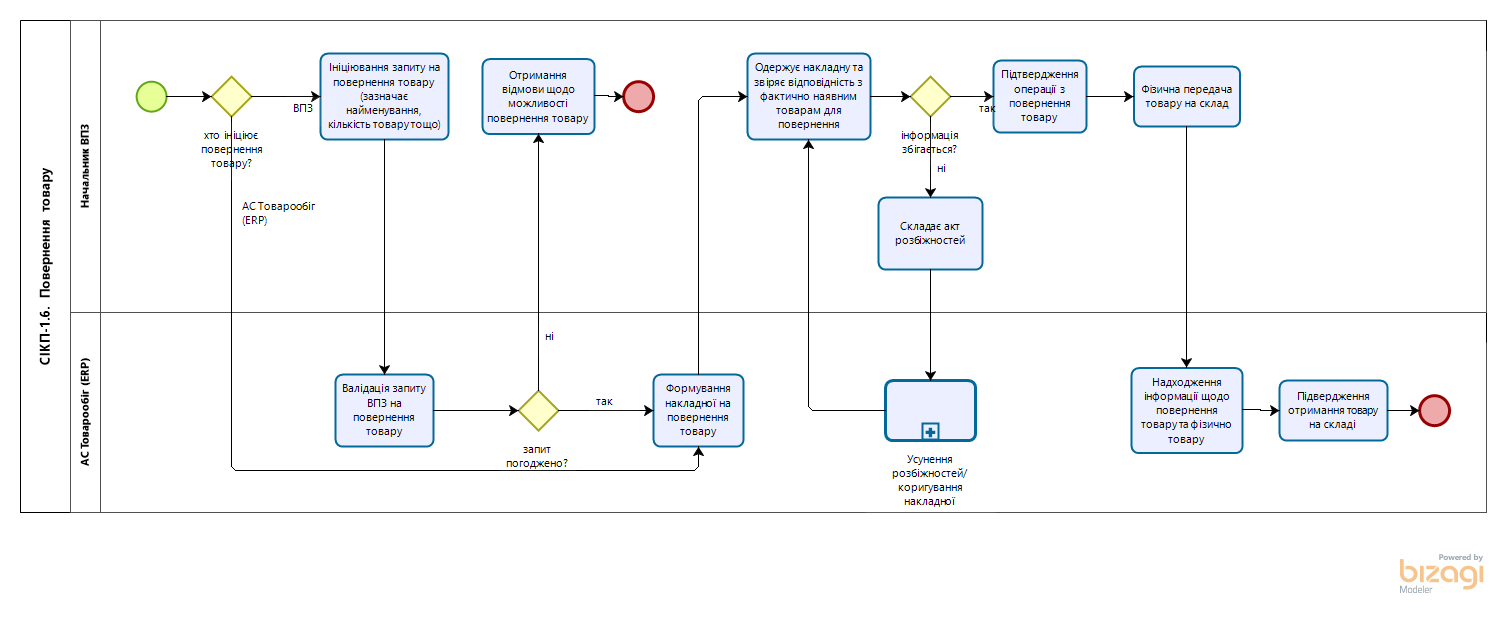 СІКП-1.6. Повернення товару
Начальник ВПЗ
хто ініціює
повернення
товару?
ВПЗ
АС Товарообіг
(ERP)
Ініціювання запиту на
повернення товару
(зазначає
найменування,
кількість товару тощо)
Отримання
відмови щодо
можливості
повернення товару
Одержує накладну та
звіряє відповідність з
фактично наявним
товарам для
повернення
інформація
збігається?
так
ні
Підтвердження
операції з
повернення
товару
Фізична передача
товару на склад
Складає акт
розбіжностей
АС Товарообіг (ERP)
Валідація запиту
ВПЗ на
повернення
товару
ні
так
запит
погоджено?
Формування
накладної на
повернення
товару
Усунення
розбіжностей/
коригування
накладної
Надходження
інформації щодо
повернення
товару та фізично
товару
Підвердження
отримання товару
на складі
Powered by
bizagi
Modeler